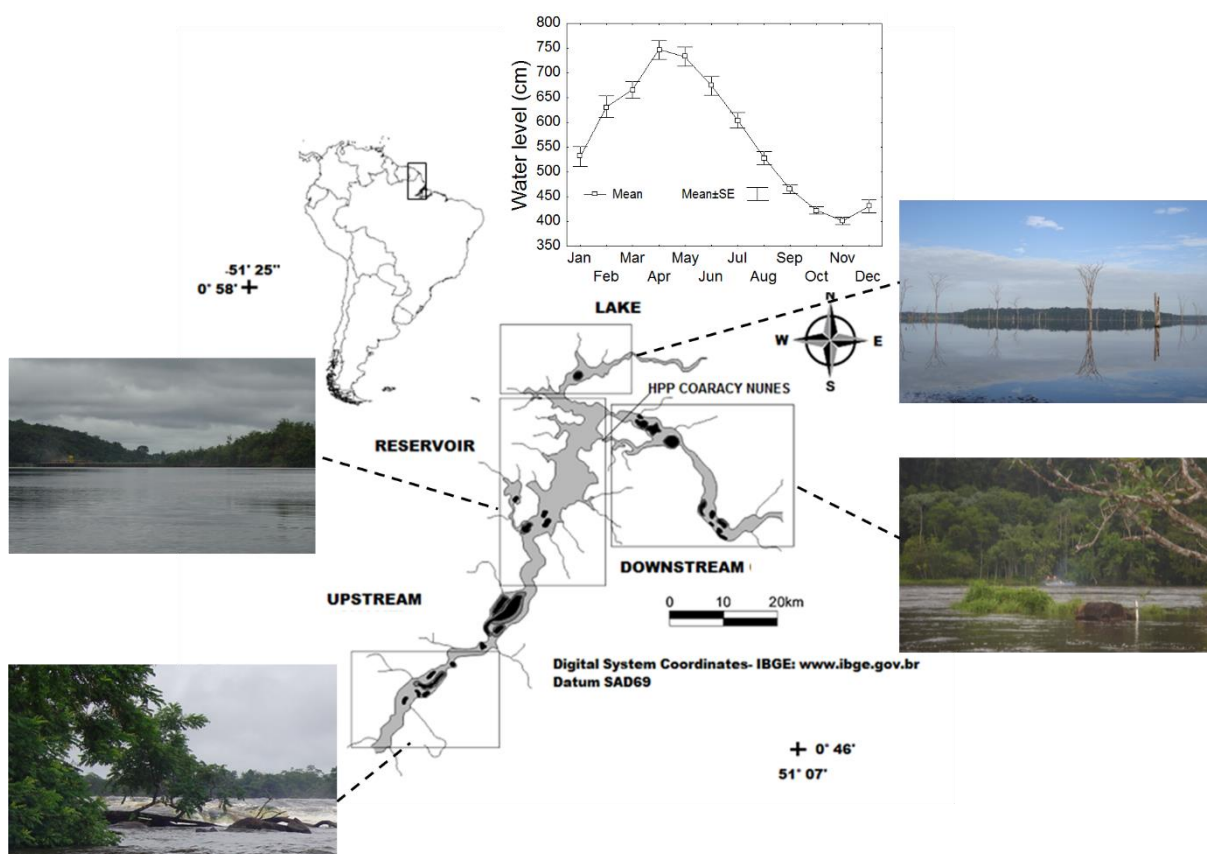 800
750
700
650
600
550
500
450
400
350
Water level (cm)
Mean
Mean±SE
Jan
Feb
Mar
Apr
May
Jun
Jul
Aug
Sep
Oct
Nov
Dec
-51' 25''
0° 58'
LAKE
N
W
E
S
HPP COARACY NUNES
RESERVOIR
DOWNSTREAM
UPSTREAM
0
10
20km
Digital System Coordinates- IBGE: www.ibge.gov.br
Datum SAD69
0° 46'
51° 07'